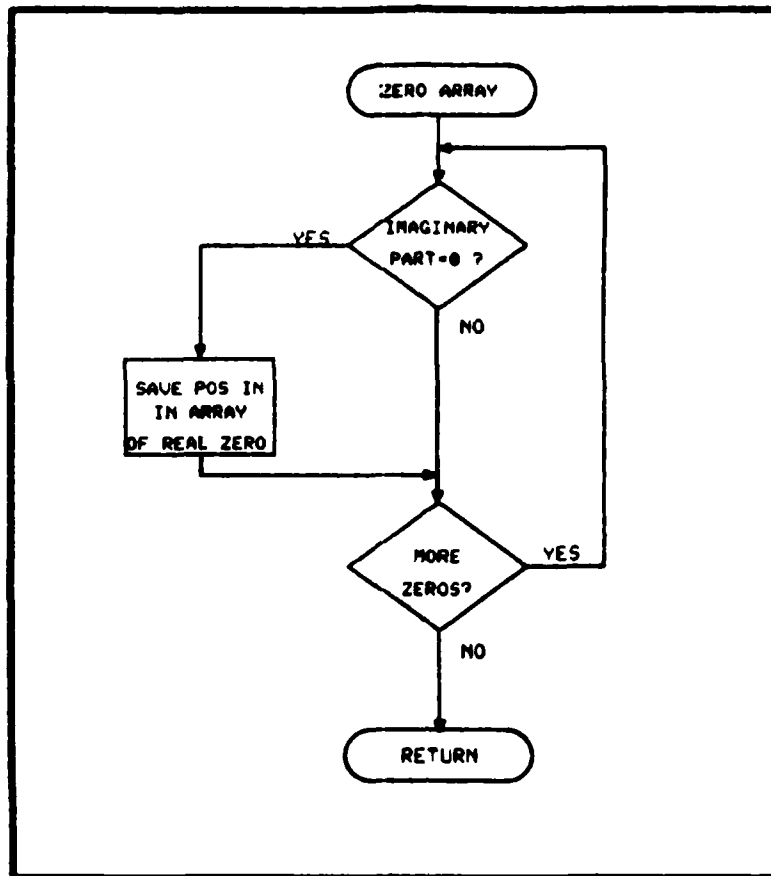 ZERO ARRAY
IMAGINARY
PART=0 ?
YES
NO
SAVE POS IN
IN ARRAY
OF REAL ZERO
MORE
ZEROS?
YES
NO
RETURN